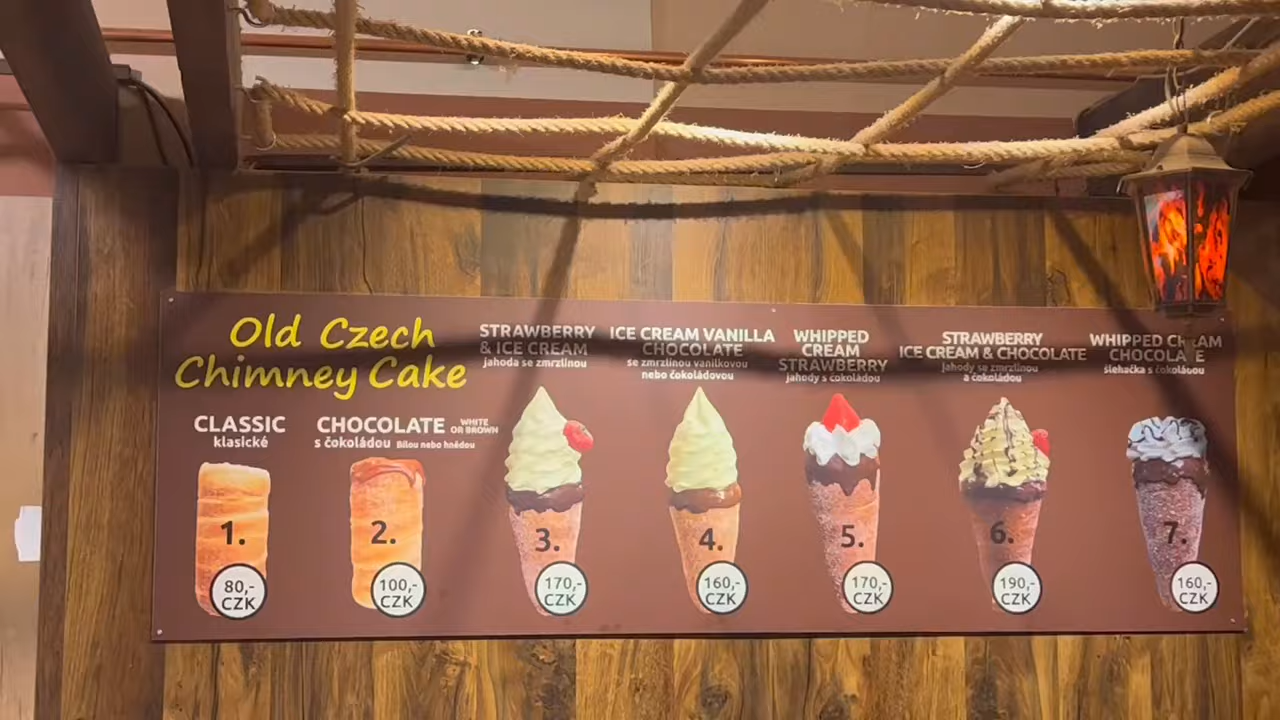 Old Czech
Chimney Cake
CLASSIC
klasické
1.
80,-
CZK
CHOCOLATE WHITE OR BROWN
s čokoládou Bílou nebo hnědou
2.
100,-
CZK
STRAWBERRY
& ICE CREAM
jahoda se zmrzlinou
3.
170,-
CZK
ICE CREAM VANILLA
CHOCOLATE
se zmrzlinou vanilkovou
nebo čokoládovou
4.
160,-
CZK
WHIPPED
CREAM
STRAWBERRY
jahody s čokoládou
5.
170,-
CZK
STRAWBERRY
ICE CREAM & CHOCOLATE
jahody se zmrzlinou
a čokoládou
6.
190,-
CZK
WHIPPED CREAM
CHOCOLATE
šlehačka s čokoládou
7.
160,-
CZK